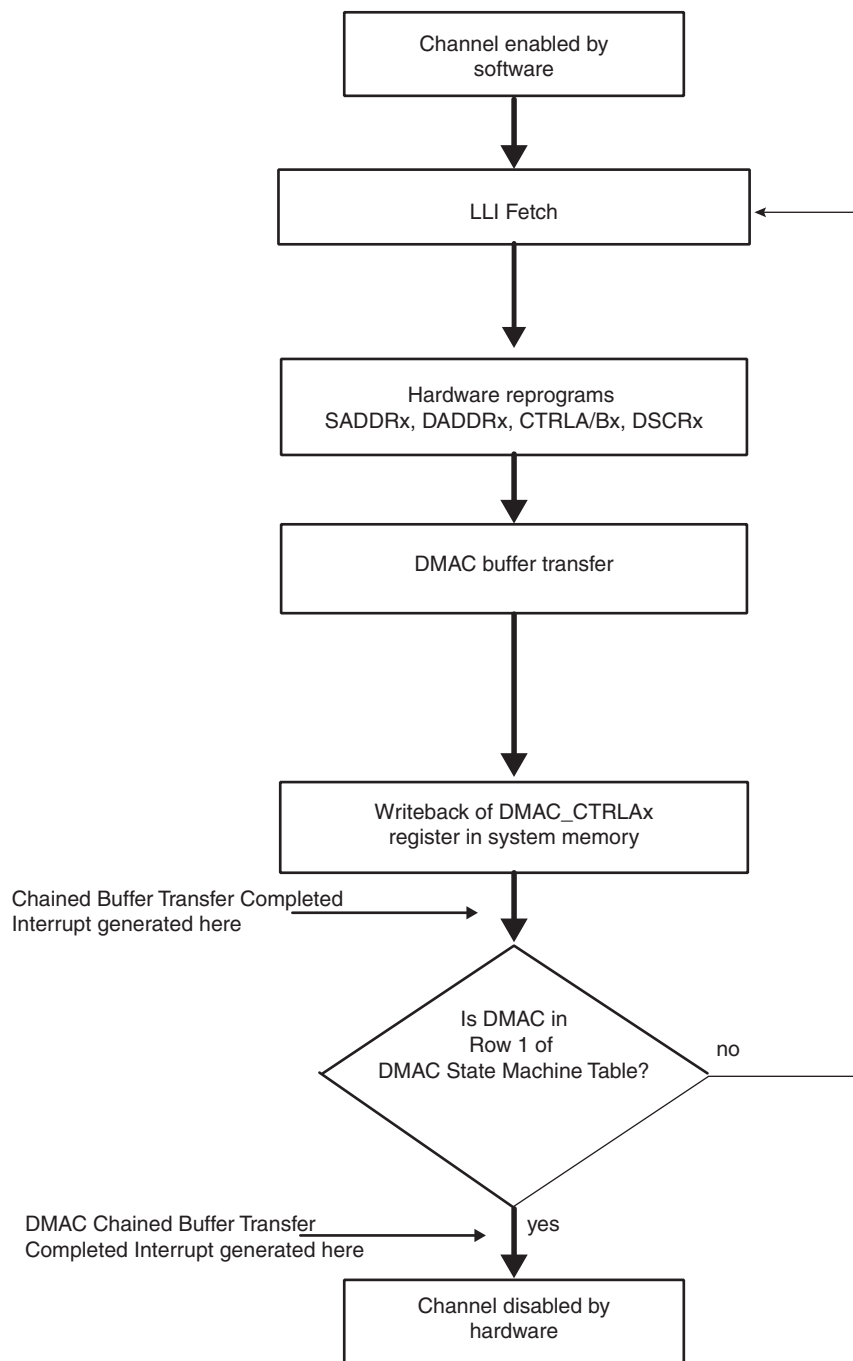 Channel enabled by
software
LLI Fetch
Hardware reprograms
SADDRx, DADDRx, CTRLA/Bx, DSCRx
DMAC buffer transfer
Writeback of DMAC_CTRLAx
register in system memory
Chained Buffer Transfer Completed
Interrupt generated here
Is DMAC in
Row 1 of
DMAC State Machine Table?
no
yes
DMAC Chained Buffer Transfer
Completed Interrupt generated here
Channel disabled by
hardware